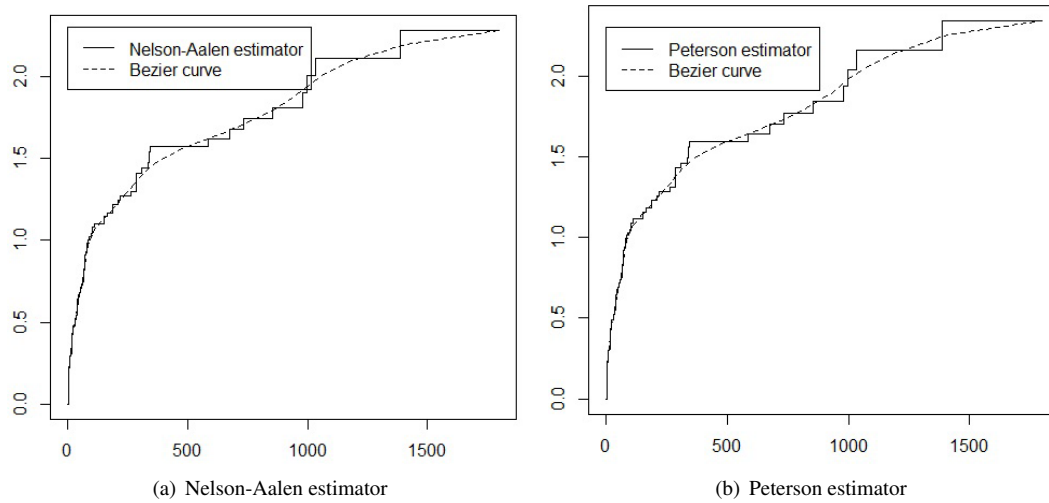 Nelson-Aalen estimator
Bezier curve
0.0
0.5
1.0
1.5
2.0
0 500 1000 1500
(a) Nelson-Aalen estimator
Peterson estimator
Bezier curve
0.0
0.5
1.0
1.5
2.0
0 500 1000 1500
(b) Peterson estimator